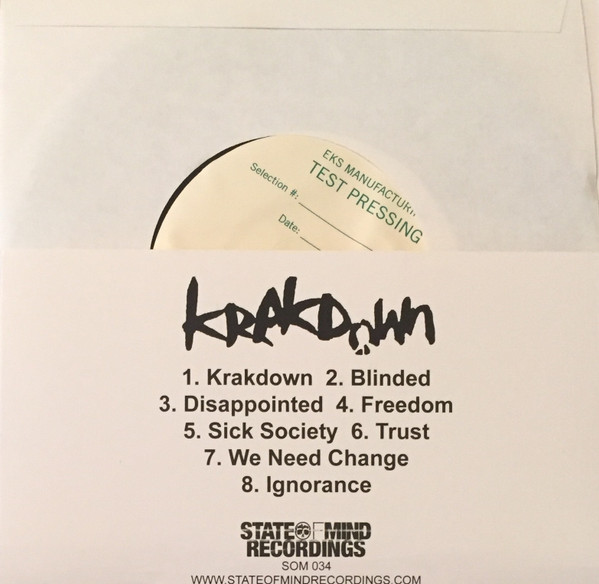 EKS MANUFACTURI
TEST PRESSING
Selection #:
Date:
KRAKDOWN
1. Krakdown 2. Blinded
3. Disappointed 4. Freedom
5. Sick Society 6. Trust
7. We Need Change
8. Ignorance
STATE OF MIND
RECORDINGS
SOM 034
WWW.STATEOFMINDRECORDINGS.COM